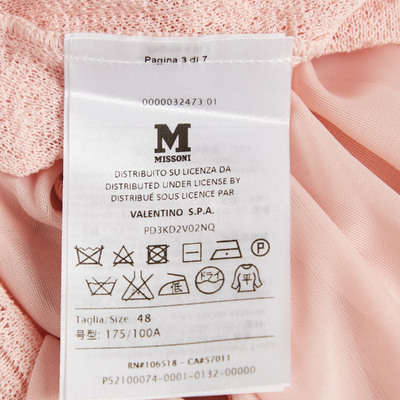 Pagina 3 di 7
0000032473 01
M
MISSONI
DISTRIBUITO SU LICENZA DA
DISTRIBUTED UNDER LICENSE BY
DISTRIBUÉ SOUS LICENCE PAR
VALENTINO S.P.A.
PD3KD2V02NQ
P
低 ドライ 平
Taglia/Size: 48
号型: 175/100A
RN#106518 - CA#57011
P52100074-0001-0132-00000